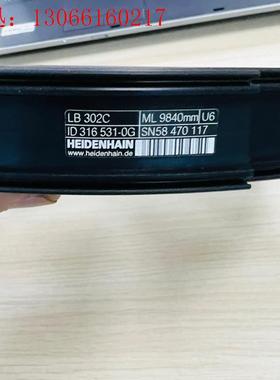 13066160217
LB 302C ML 9840mm U6
ID 316 531-0G SN58 470 117
HEIDENHAIN
www.heidenhain.de